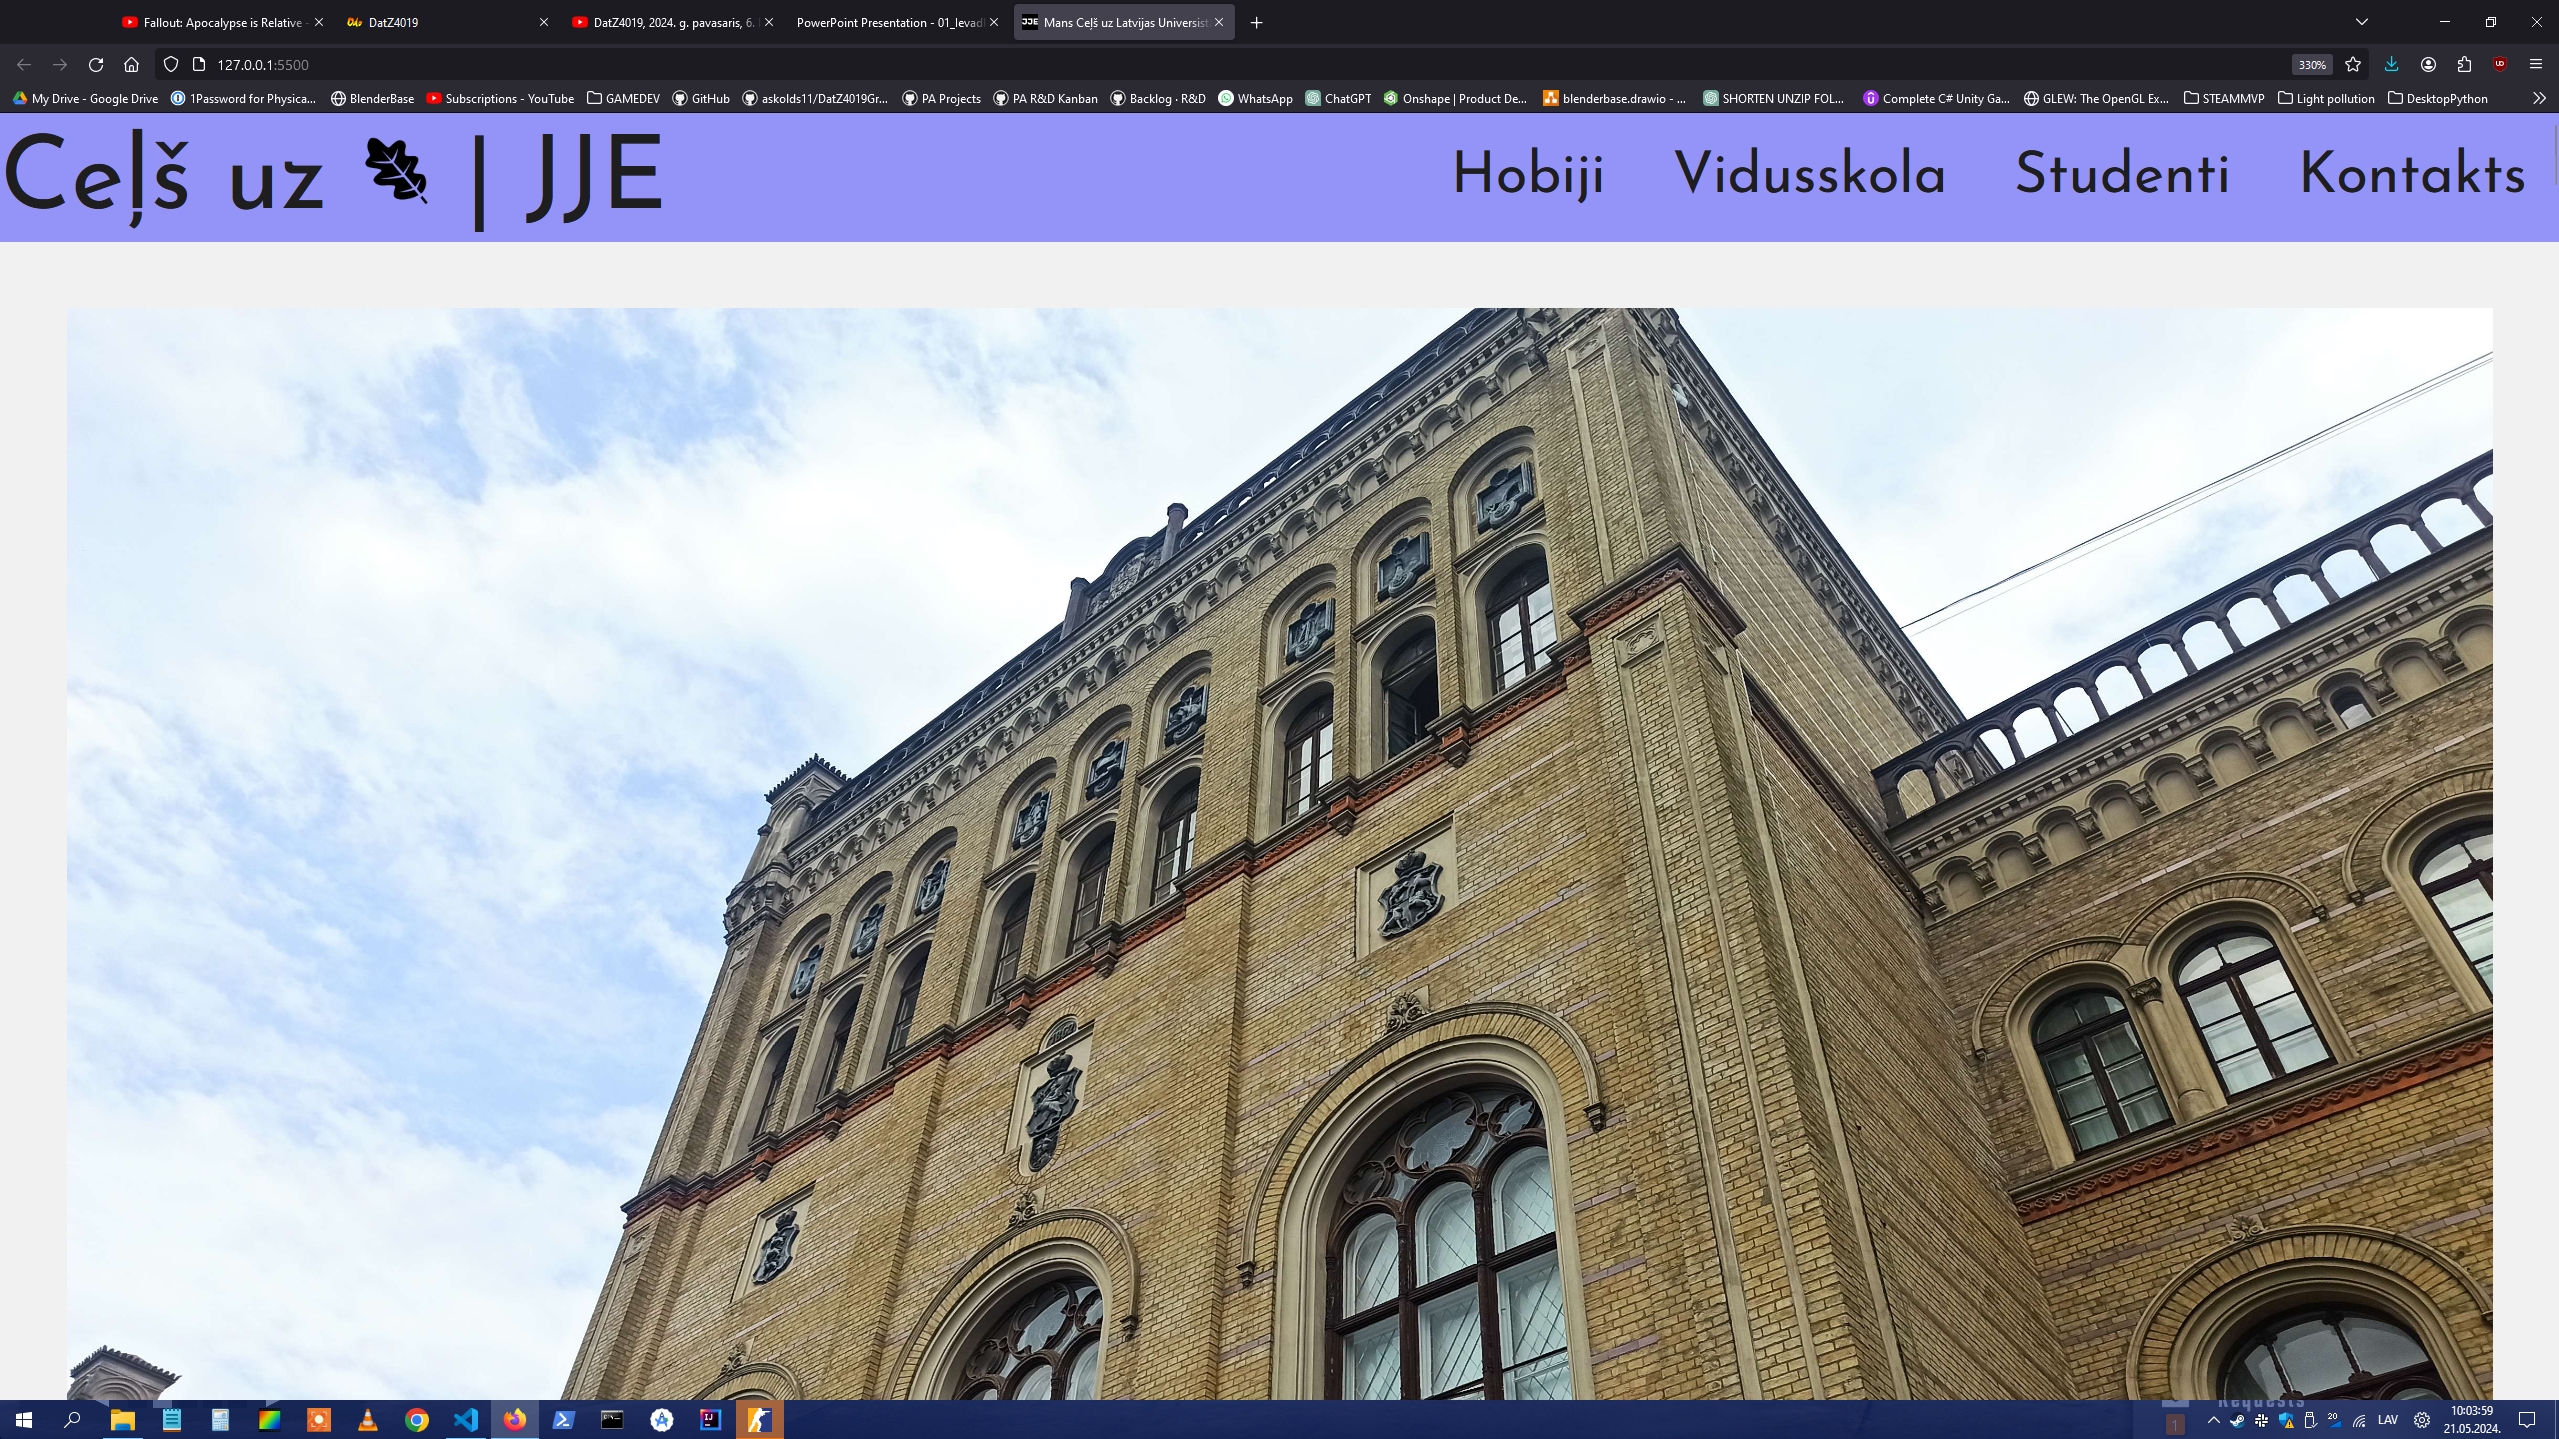 Fallout: Apocalypse is Relative -
DatZ4019
DatZ4019, 2024. g. pavasaris, 6.
PowerPoint Presentation - 01_Ievad
Mans Ceļš uz Latvijas Universit
127.0.0.1:5500
330%
My Drive - Google Drive
1Password for Physica...
BlenderBase
Subscriptions - YouTube
GAMEDEV
GitHub
askolds11/DatZ4019Gr...
PA Projects
PA R&D Kanban
Backlog · R&D
WhatsApp
ChatGPT
Onshape | Product De...
blenderbase.drawio - ...
SHORTEN UNZIP FOL...
Complete C# Unity Ga...
GLEW: The OpenGL Ex...
STEAMMVP
Light pollution
DesktopPython
Ceļš uz | JJE
Hobiji
Vidusskola
Studenti
Kontakts
Requests
1
20
LAV
10:03:59
21.05.2024.